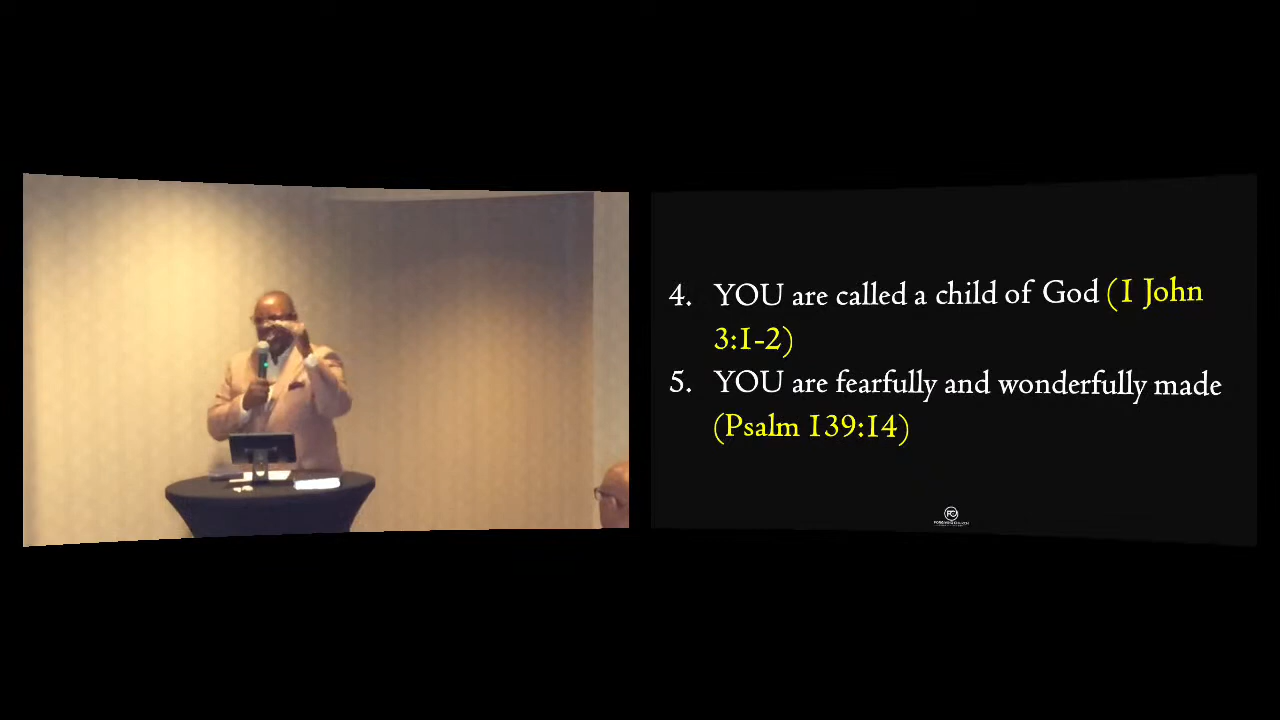 4. YOU are called a child of God (1 John
3:1-2)
5. YOU are fearfully and wonderfully made
(Psalm 139:14)